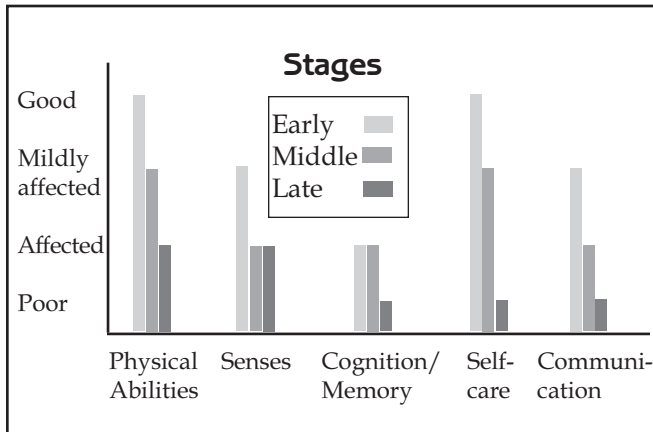 Stages
Early
Middle
Late
Good
Mildly
affected
Affected
Poor
Physical
Abilities
Senses
Cognition/
Memory
Self-
care
Communi-
cation